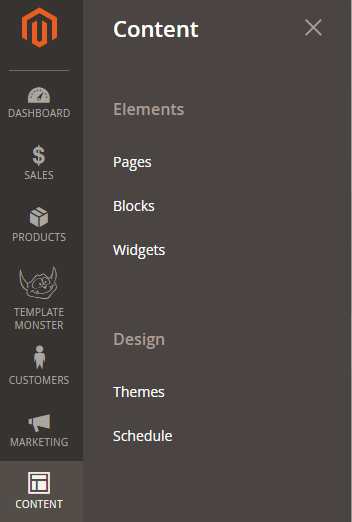 Content
Elements
Pages
Blocks
Widgets
Design
Themes
Schedule
DASHBOARD
$
SALES
PRODUCTS
TEMPLATE
MONSTER
CUSTOMERS
MARKETING
CONTENT